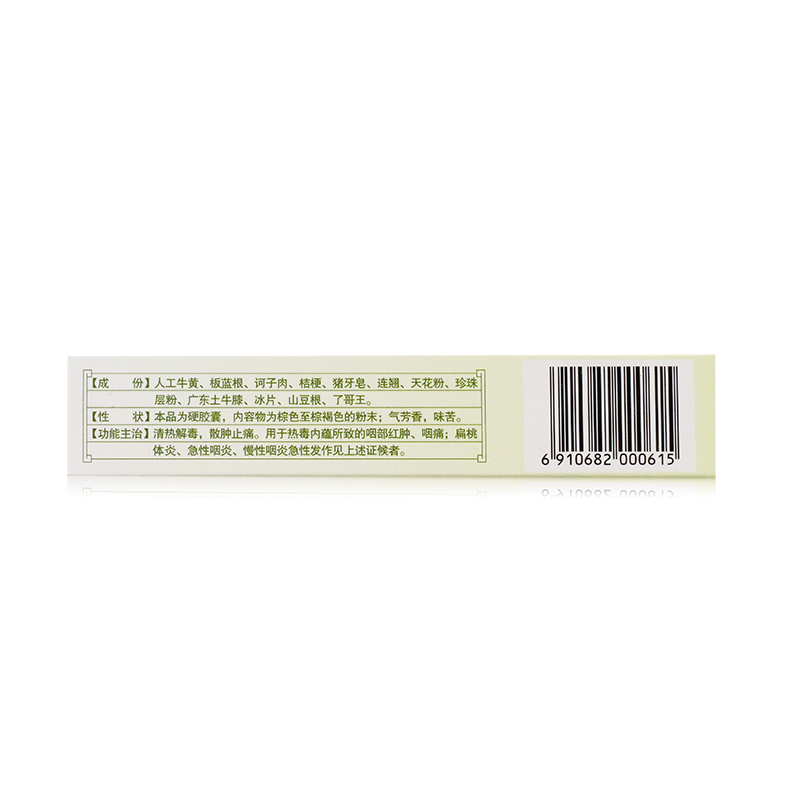 【成　份】人工牛黄、板蓝根、诃子肉、桔梗、猪牙皂、连翘、天花粉、珍珠
层粉、广东土牛膝、冰片、山豆根、了哥王。
【性　状】本品为硬胶囊，内容物为棕色至棕褐色的粉末；气芳香，味苦。
【功能主治】清热解毒，散肿止痛。用于热毒内蕴所致的咽部红肿、咽痛；扁桃
体炎、急性咽炎、慢性咽炎急性发作见上述证候者。
6 910682 000615